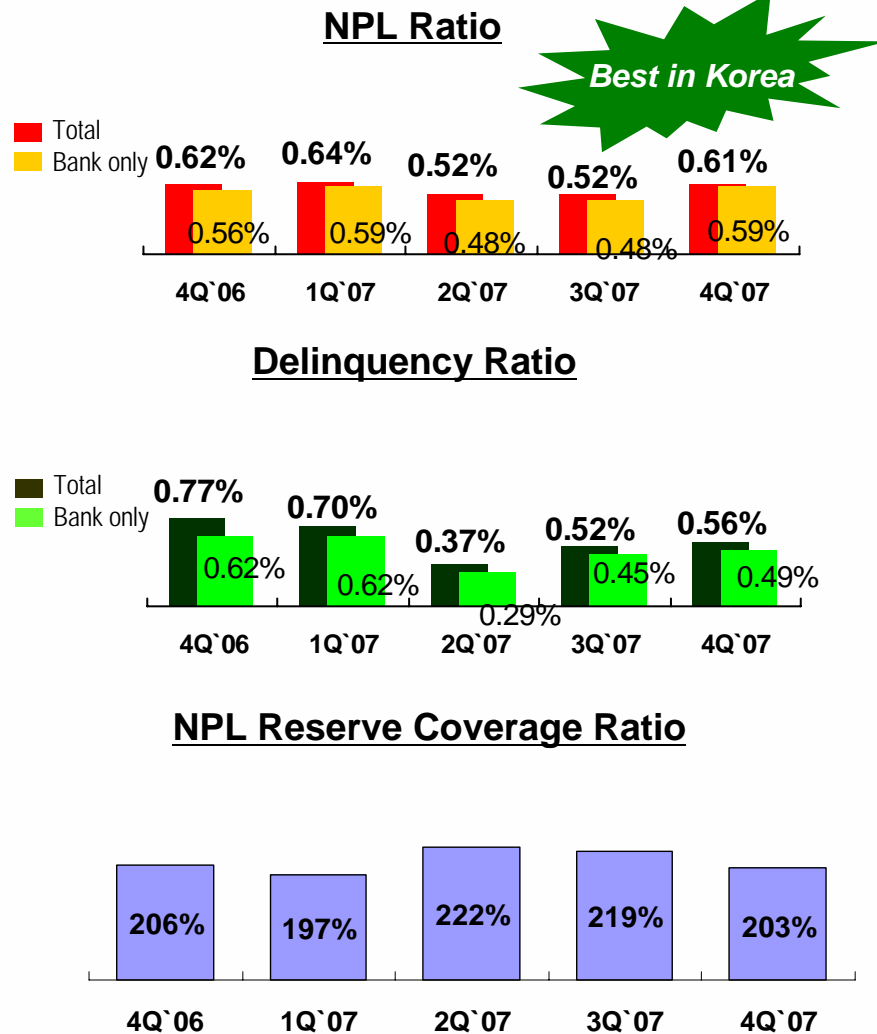 NPL Ratio
Best in Korea
Total
Bank only
0.62%
0.64%
0.52%
0.52%
0.61%
0.56%
0.59%
0.48%
0.48%
0.59%
4Q`06
1Q`07
2Q`07
3Q`07
4Q`07
Delinquency Ratio
Total
Bank only
0.77%
0.70%
0.37%
0.52%
0.56%
0.62%
0.62%
0.29%
0.45%
0.49%
4Q`06
1Q`07
2Q`07
3Q`07
4Q`07
NPL Reserve Coverage Ratio
206%
197%
222%
219%
203%
4Q`06
1Q`07
2Q`07
3Q`07
4Q`07